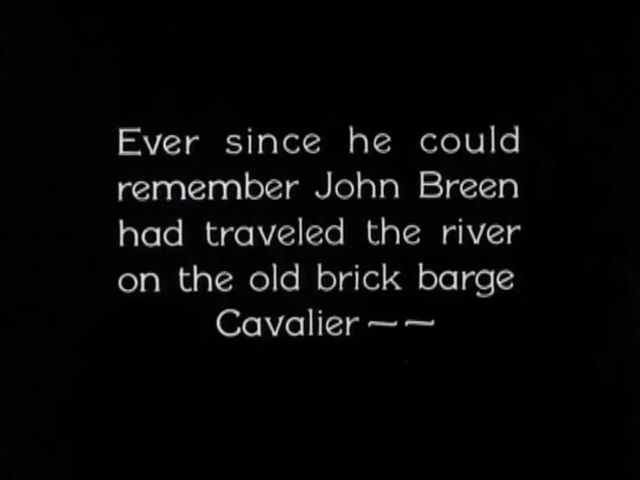 Ever since he could
remember John Breen
had traveled the river
on the old brick barge
Cavalier ~~